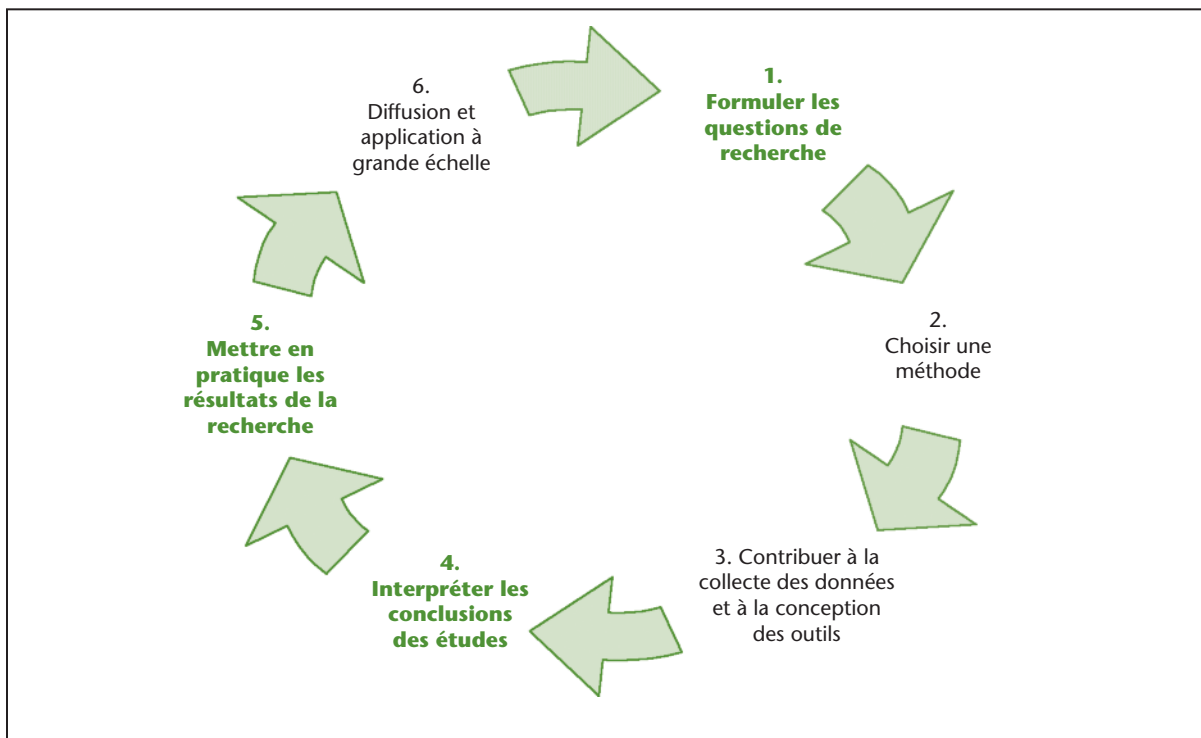 1.
Formuler les
questions de
recherche
2.
Choisir une
méthode
3. Contribuer à la
collecte des données
et à la conception
des outils
4.
Interpréter les
conclusions
des études
5.
Mettre en
pratique les
résultats de la
recherche
6.
Diffusion et
application à
grande échelle